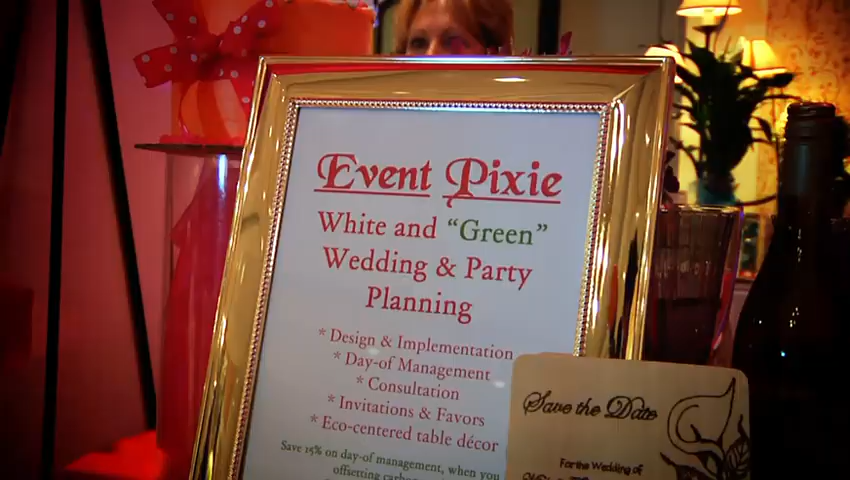 Event Pixie
White and “Green”
Wedding & Party
Planning
* Design & Implementation
* Day-of Management
* Consultation
* Invitations & Favors
* Eco-centered table décor
Save 15% on day-of management, when you
offsetting
Save the Date
For the Wedding of